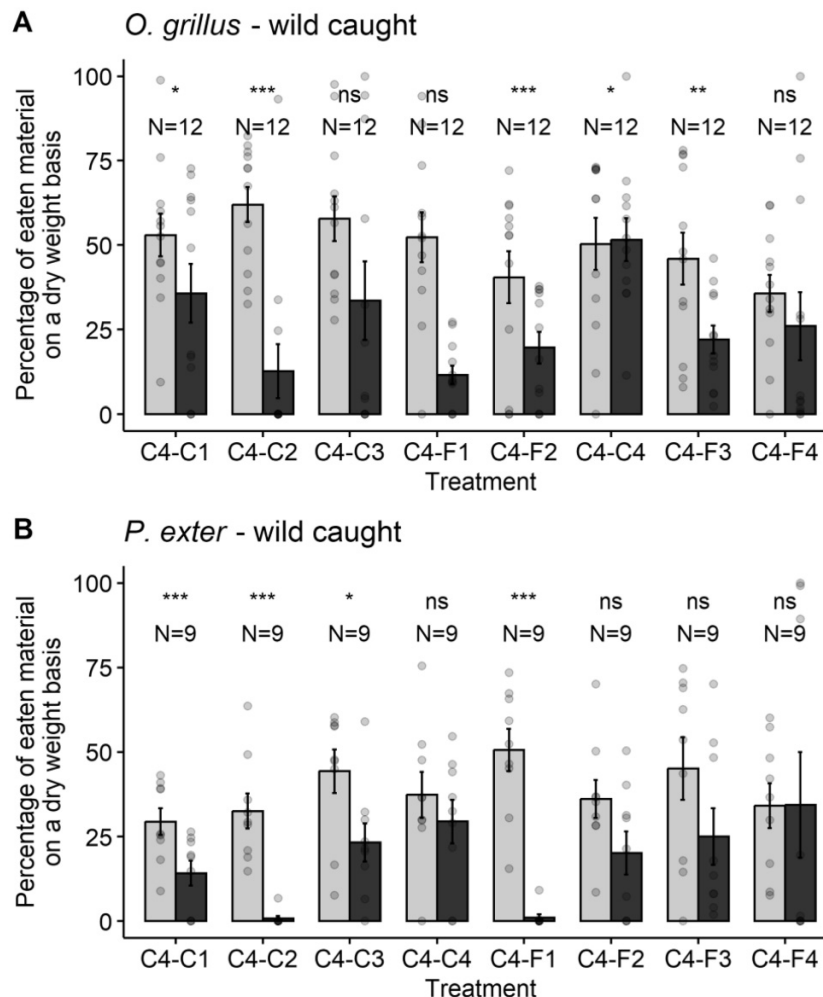 A
O. grillus - wild caught
Percentage of eaten material
on a dry weight basis
100
75
50
25
0
* *** ns ns *** * ** ns
N=12 N=12 N=12 N=12 N=12 N=12 N=12 N=12
C4-C1 C4-C2 C4-C3 C4-F1 C4-F2 C4-C4 C4-F3 C4-F4
Treatment
B
P. exter - wild caught
Percentage of eaten material
on a dry weight basis
100
75
50
25
0
*** *** * ns *** ns ns ns
N=9 N=9 N=9 N=9 N=9 N=9 N=9 N=9
C4-C1 C4-C2 C4-C3 C4-C4 C4-F1 C4-F2 C4-F3 C4-F4
Treatment